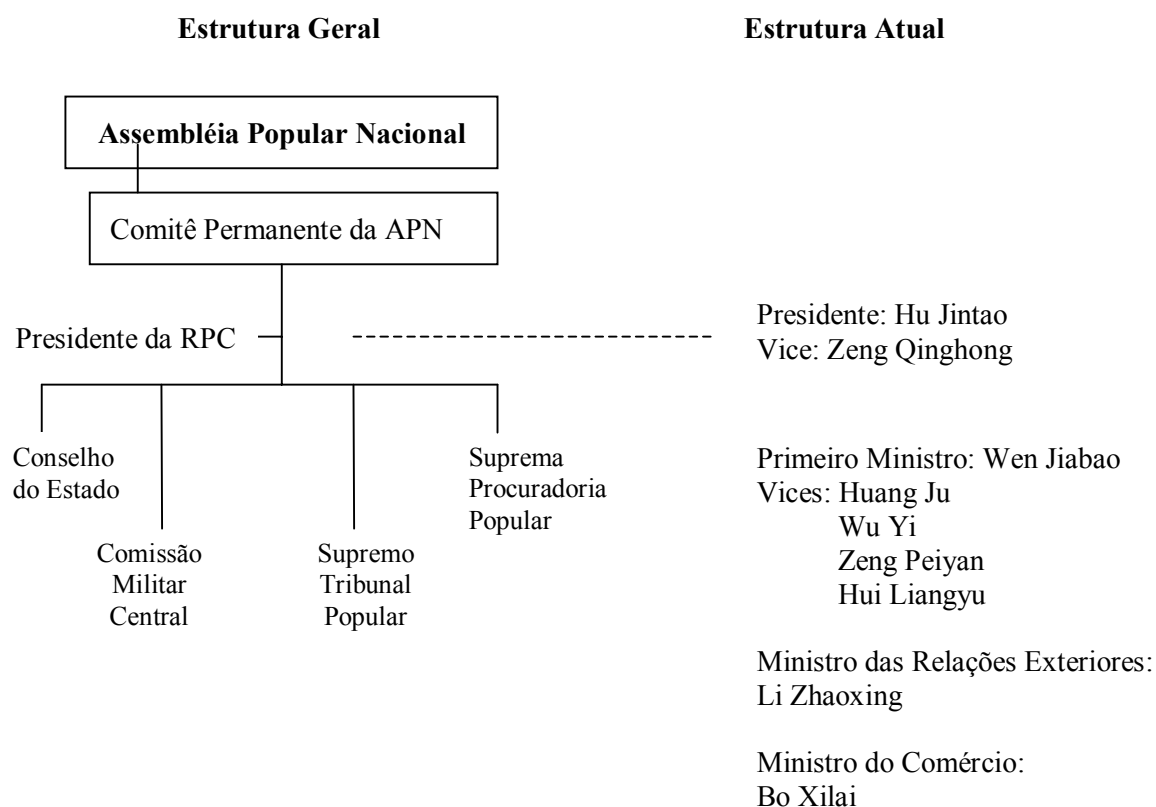 Estrutura Geral
Estrutura Atual
Assembléia Popular Nacional
Comitê Permanente da APN
Presidente da RPC
Presidente: Hu Jintao
Vice: Zeng Qinghong
Conselho
do Estado
Comissão
Militar
Central
Supremo
Tribunal
Popular
Suprema
Procuradoria
Popular
Primeiro Ministro: Wen Jiabao
Vices: Huang Ju
Wu Yi
Zeng Peiyan
Hui Liangyu
Ministro das Relações Exteriores:
Li Zhaoxing
Ministro do Comércio:
Bo Xilai